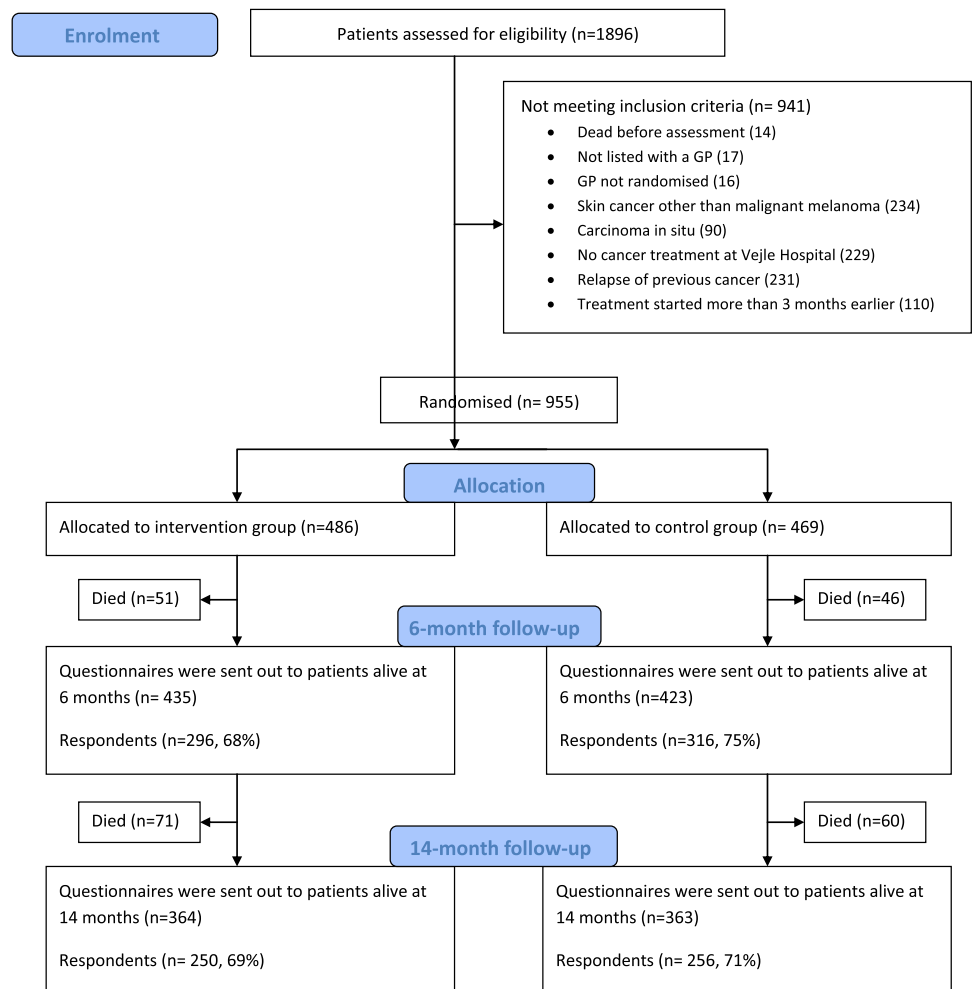 Enrolment
Patients assessed for eligibility (n=1896)
Not meeting inclusion criteria (n= 941)
• Dead before assessment (14)
• Not listed with a GP (17)
• GP not randomised (16)
• Skin cancer other than malignant melanoma (234)
• Carcinoma in situ (90)
• No cancer treatment at Vejle Hospital (229)
• Relapse of previous cancer (231)
• Treatment started more than 3 months earlier (110)
Randomised (n= 955)
Allocation
Allocated to intervention group (n=486)
Allocated to control group (n= 469)
Died (n=51)
Died (n=46)
6-month follow-up
Questionnaires were sent out to patients alive at
6 months (n= 435)
Respondents (n=296, 68%)
Questionnaires were sent out to patients alive at
6 months (n=423)
Respondents (n=316, 75%)
Died (n=71)
Died (n=60)
14-month follow-up
Questionnaires were sent out to patients alive at
14 months (n=364)
Respondents (n= 250, 69%)
Questionnaires were sent out to patients alive at
14 months (n=363)
Respondents (n= 256, 71%)